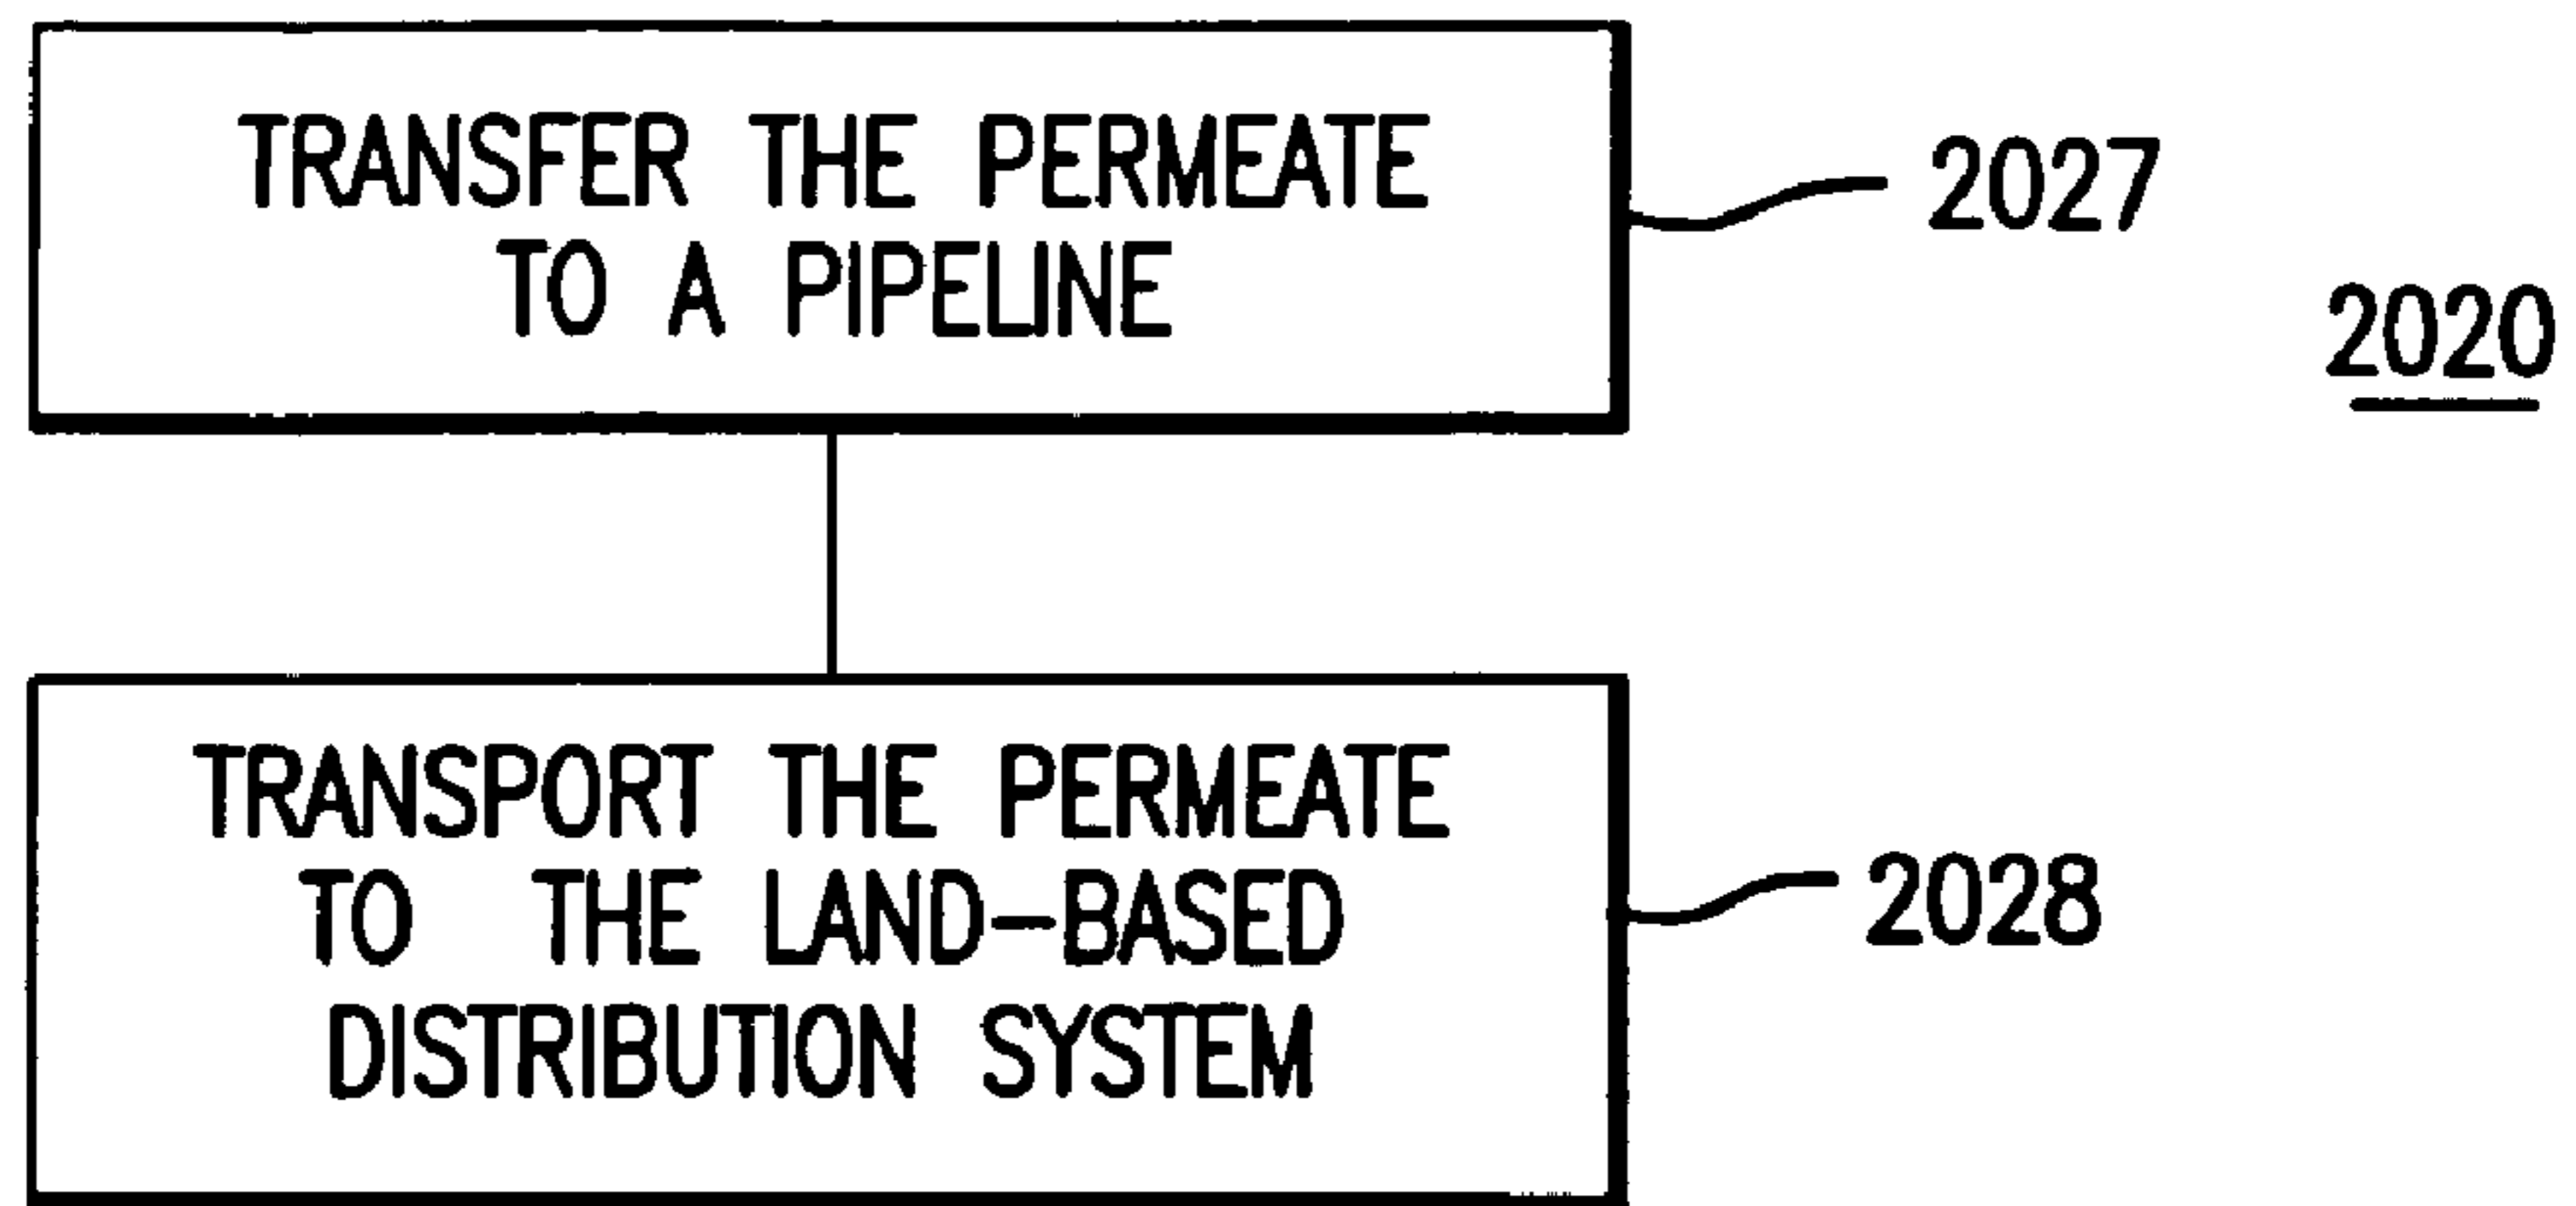 TRANSFER THE PERMEATE
TO A PIPELINE
2027
2020
TRANSPORT THE PERMEATE
TO THE LAND-BASED
DISTRIBUTION SYSTEM
2028